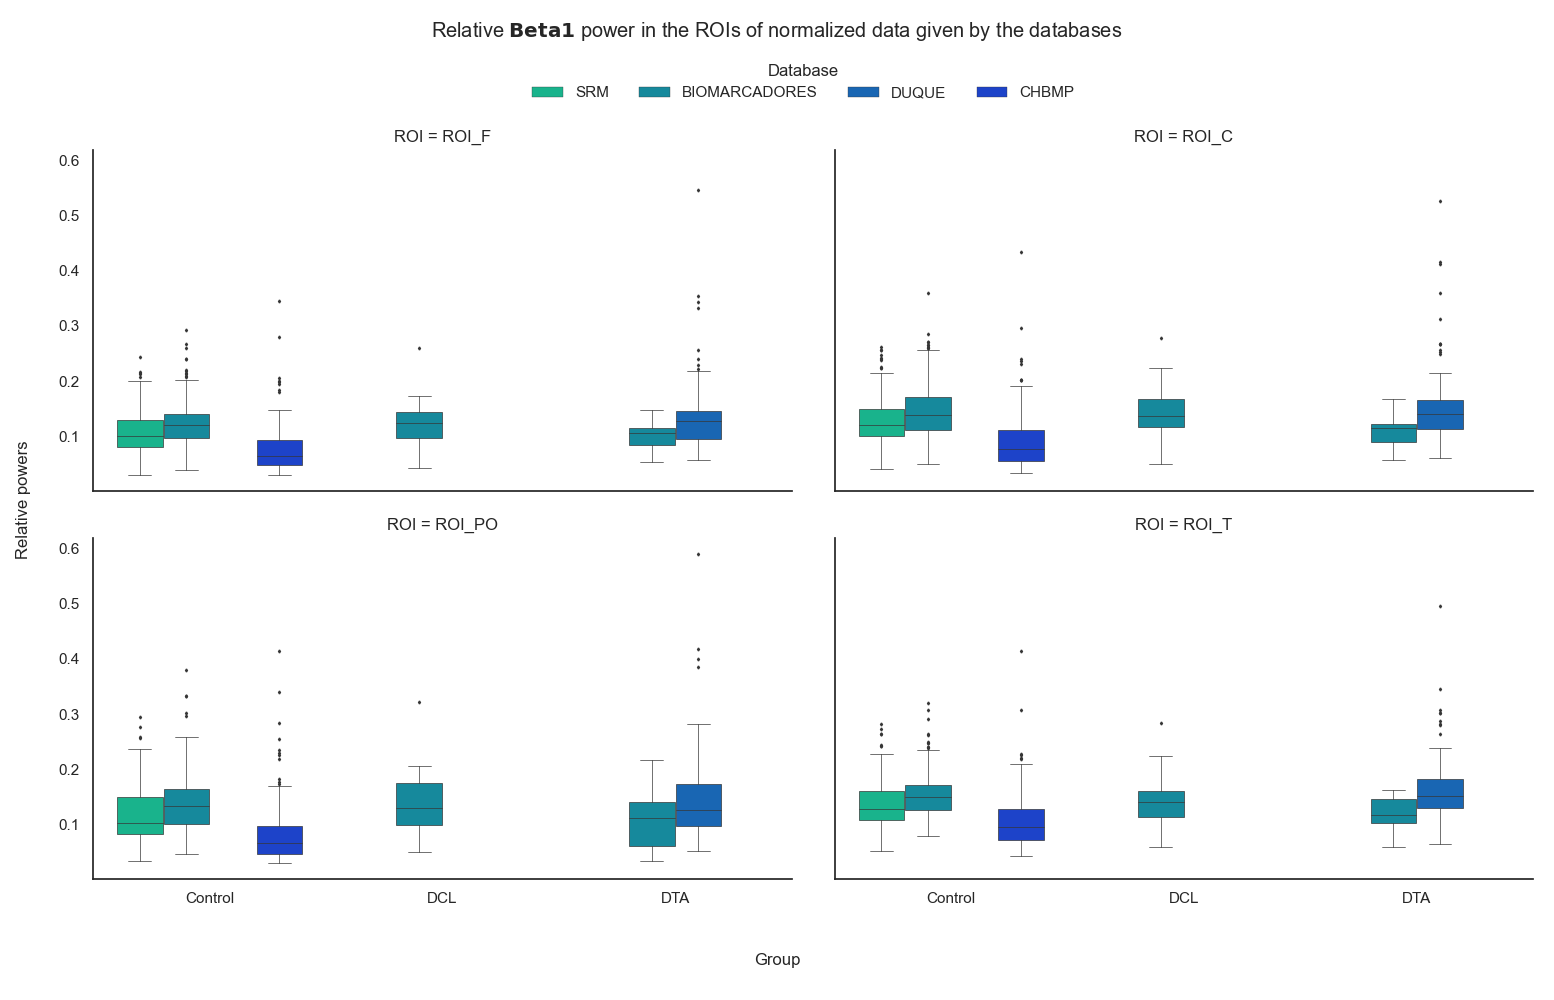 Relative Beta1 power in the ROIs of normalized data given by the databases
Database
SRM BIOMARCADORES DUQUE CHBMP
ROI = ROI_F
ROI = ROI_C
0.6
0.5
0.4
0.3
0.2
0.1
Relative powers
ROI = ROI_PO
ROI = ROI_T
0.6
0.5
0.4
0.3
0.2
0.1
Control DCL DTA
Control DCL DTA
Group